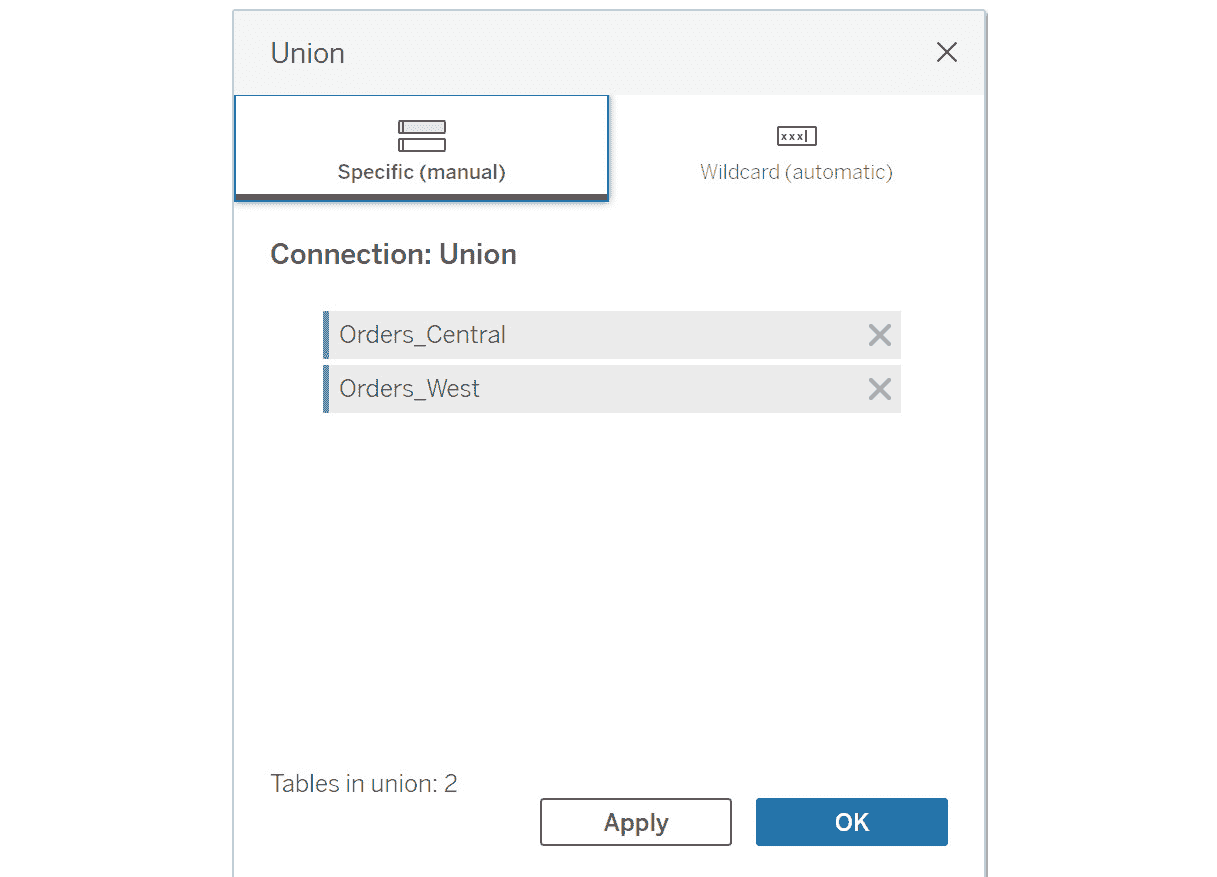 Union
xxx
Specific (manual)
Wildcard (automatic)
Connection: Union
Orders_Central
Orders_West
Tables in union: 2
Apply
OK